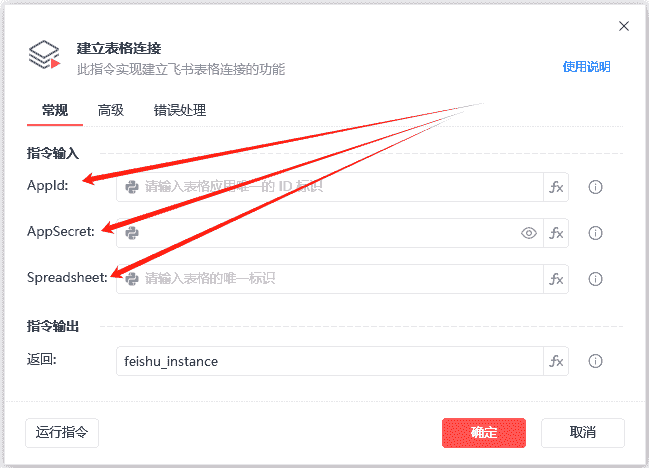 建立表格连接
此指令实现建立飞书表格连接的功能
使用说明
常规 高级 错误处理
指令输入
AppId: 请输入表格应用唯一的 ID 标识 fx
AppSecret: fx
Spreadsheet: 请输入表格的唯一标识 fx
指令输出
返回: feishu_instance fx
运行指令 确定 取消